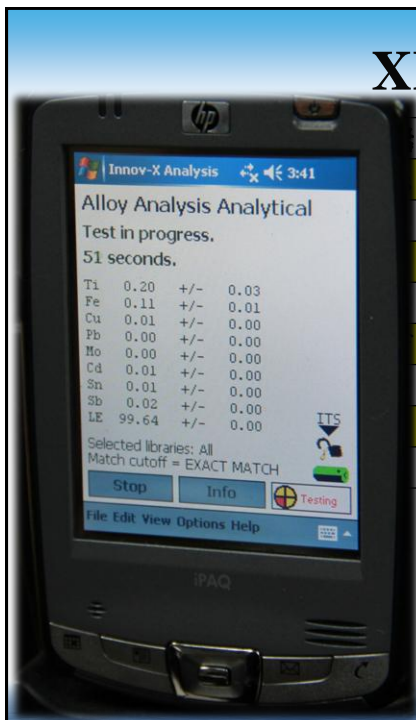 hp
Innov-X Analysis 3:41
Alloy Analysis Analytical
Test in progress.
51 seconds.
Ti 0.20 +/- 0.03
Fe 0.11 +/- 0.01
Cu 0.01 +/- 0.00
Pb 0.00 +/- 0.00
Mo 0.00 +/- 0.00
Cd 0.01 +/- 0.00
Sn 0.01 +/- 0.00
Sb 0.02 +/- 0.00
LE 99.64 +/- 0.00
ITS
Selected libraries: All
Match cutoff = EXACT MATCH
Stop Info Testing
File Edit View Options Help
iPAQ